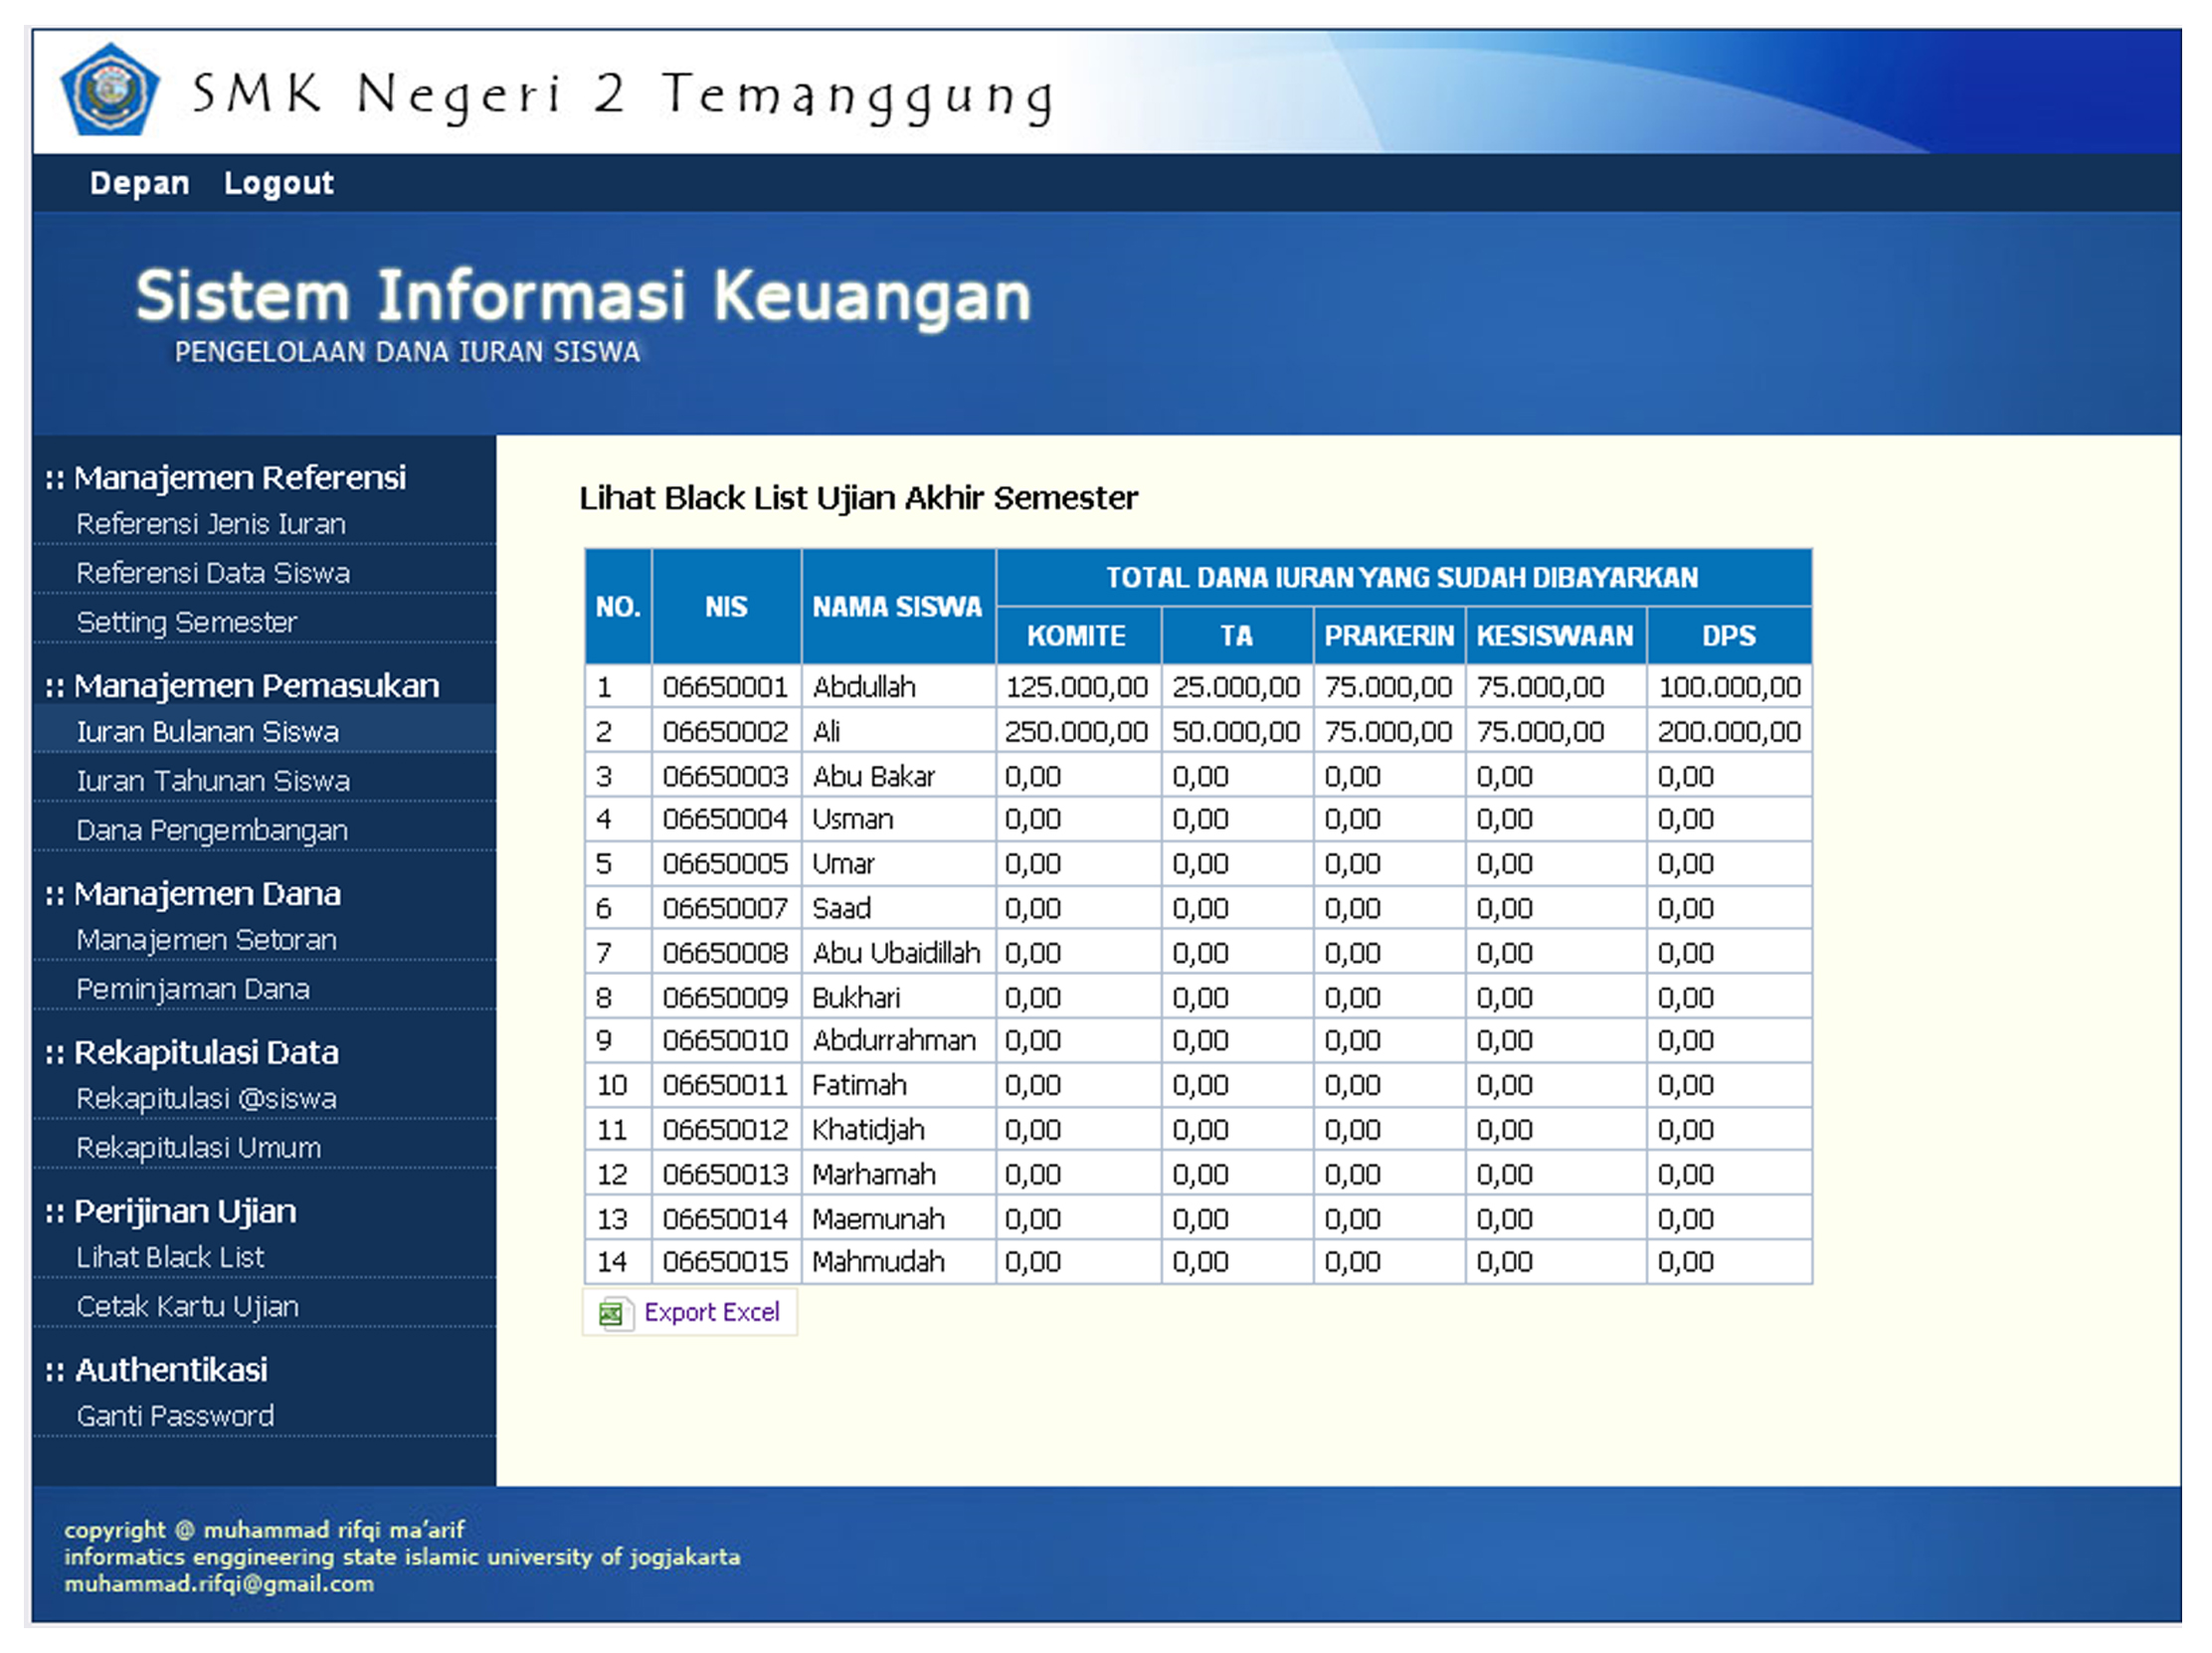 SMK Negeri 2 Temanggung
Depan Logout
Sistem Informasi Keuangan
PENGELOLAAN DANA IURAN SISWA
:: Manajemen Referensi
Referensi Jenis Iuran
Referensi Data Siswa
Setting Semester
:: Manajemen Pemasukan
Iuran Bulanan Siswa
Iuran Tahunan Siswa
Dana Pengembangan
:: Manajemen Dana
Manajemen Setoran
Peminjaman Dana
:: Rekapitulasi Data
Rekapitulasi @siswa
Rekapitulasi Umum
:: Perijinan Ujian
Lihat Black List
Cetak Kartu Ujian
:: Authentikasi
Ganti Password
Lihat Black List Ujian Akhir Semester
NO. NIS NAMA SISWA TOTAL DANA IURAN YANG SUDAH DIBAYARKAN
KOMITE TA PRAKERIN KESISWAAN DPS
1 06650001 Abdullah 125.000,00 25.000,00 75.000,00 75.000,00 100.000,00
2 06650002 Ali 250.000,00 50.000,00 75.000,00 75.000,00 200.000,00
3 06650003 Abu Bakar 0,00 0,00 0,00 0,00 0,00
4 06650004 Usman 0,00 0,00 0,00 0,00 0,00
5 06650005 Umar 0,00 0,00 0,00 0,00 0,00
6 06650007 Saad 0,00 0,00 0,00 0,00 0,00
7 06650008 Abu Ubaidillah 0,00 0,00 0,00 0,00 0,00
8 06650009 Bukhari 0,00 0,00 0,00 0,00 0,00
9 06650010 Abdurrahman 0,00 0,00 0,00 0,00 0,00
10 06650011 Fatimah 0,00 0,00 0,00 0,00 0,00
11 06650012 Khatidjah 0,00 0,00 0,00 0,00 0,00
12 06650013 Marhamah 0,00 0,00 0,00 0,00 0,00
13 06650014 Maemunah 0,00 0,00 0,00 0,00 0,00
14 06650015 Mahmudah 0,00 0,00 0,00 0,00 0,00
Export Excel
copyright @ muhammad rifqi ma'arif
informatics enggineering state islamic university of jogjakarta
muhammad.rifqi@gmail.com